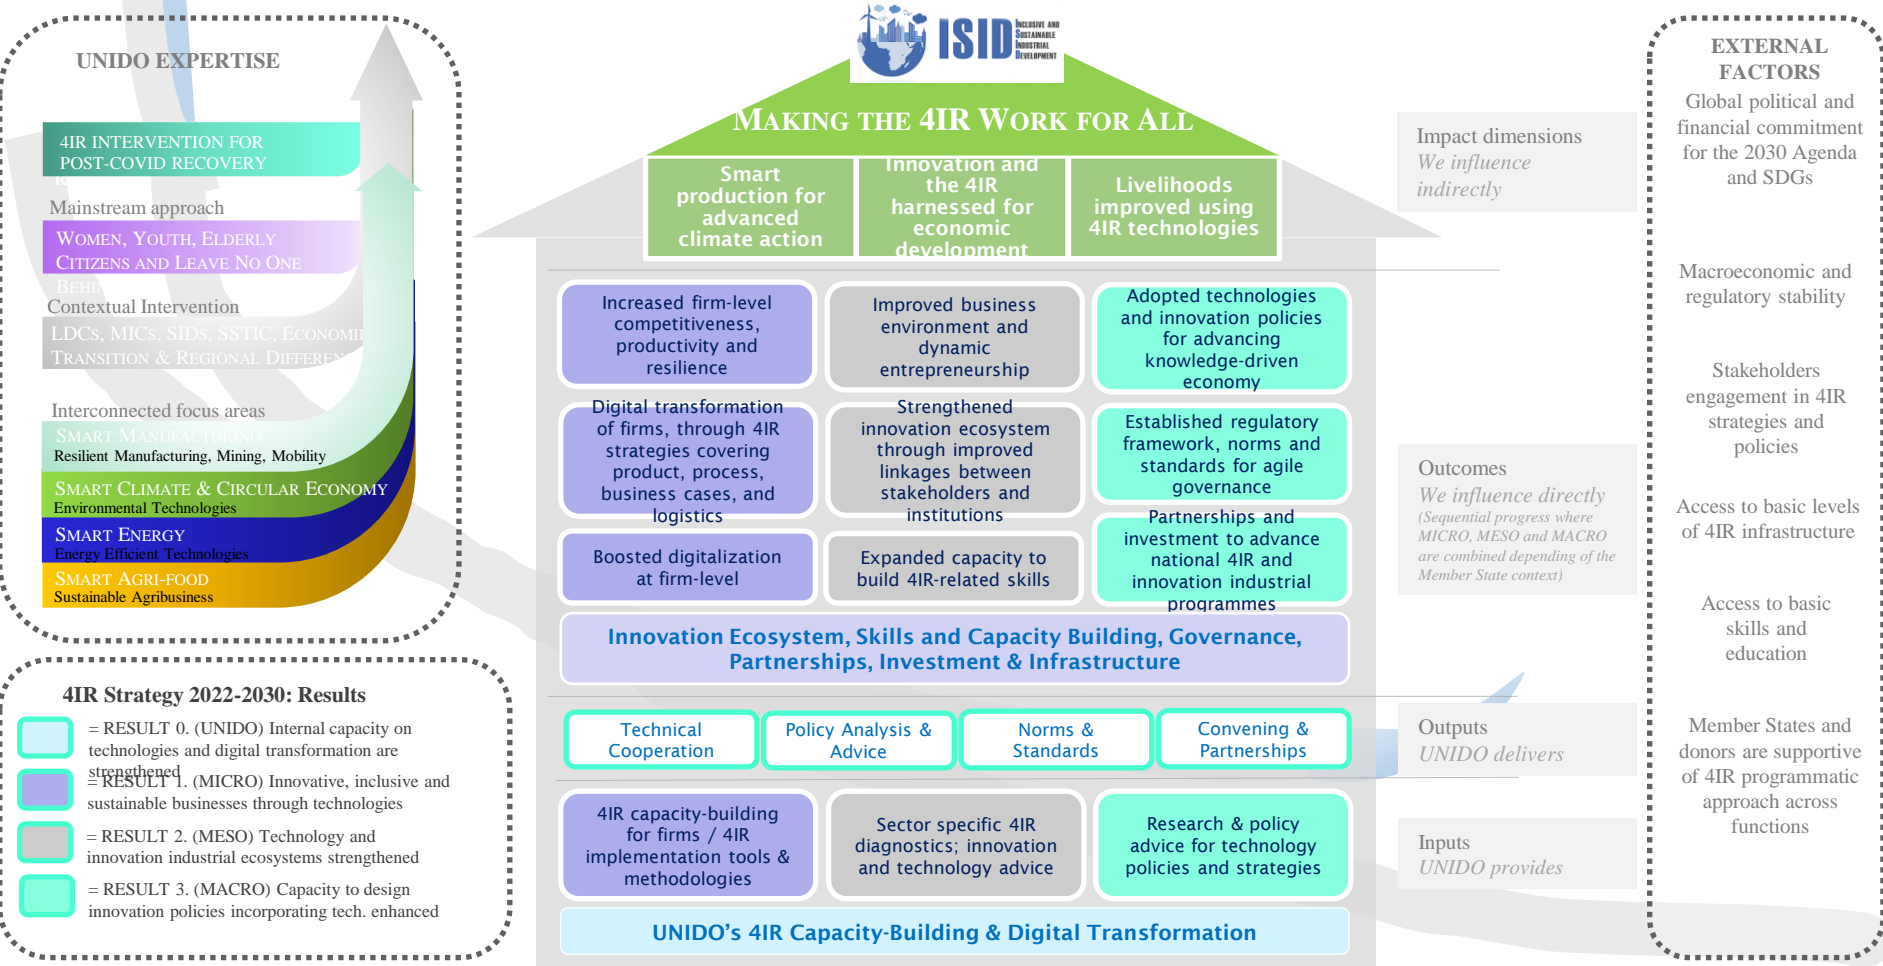 UNIDO EXPERTISE
4IR INTERVENTION FOR
POST-COVID RECOVERY
Mainstream approach
WOMEN, YOUTH, ELDERLY
CITIZENS AND LEAVE NO ONE
BEHI
Contextual Intervention
LDCS, MICS, SIDS, SSTIC, ECONOMI
TRANSITION & REGIONAL DIFFEREN
Interconnected focus areas
SMART MANUFACTURING
Resilient Manufacturing, Mining, Mobility
SMART CLIMATE & CIRCULAR ECONOMY
Environmental Technologies
SMART ENERGY
Energy Efficient Technologies
SMART AGRI-FOOD
Sustainable Agribusiness
4IR Strategy 2022-2030: Results
= RESULT 0. (UNIDO) Internal capacity on
technologies and digital transformation are
strengthened
= RESULT 1. (MICRO) Innovative, inclusive and
sustainable businesses through technologies
= RESULT 2. (MESO) Technology and
innovation industrial ecosystems strengthened
= RESULT 3. (MACRO) Capacity to design
innovation policies incorporating tech. enhanced
ISID
INCLUSIVE AND
SUSTAINABLE
INDUSTRIAL
DEVELOPMENT
MAKING THE 4IR WORK FOR ALL
Smart
production for
advanced
climate action
Innovation and
the 4IR
harnessed for
economic
development
Livelihoods
improved using
4IR technologies
Increased firm-level
competitiveness,
productivity and
resilience
Improved business
environment and
dynamic
entrepreneurship
Adopted technologies
and innovation policies
for advancing
knowledge-driven
economy
Digital transformation
of firms, through 4IR
strategies covering
product, process,
business cases, and
logistics
Strengthened
innovation ecosystem
through improved
linkages between
stakeholders and
institutions
Established regulatory
framework, norms and
standards for agile
governance
Boosted digitalization
at firm-level
Expanded capacity to
build 4IR-related skills
Partnerships and
investment to advance
national 4IR and
innovation industrial
programmes
Innovation Ecosystem, Skills and Capacity Building, Governance,
Partnerships, Investment & Infrastructure
Technical
Cooperation
Policy Analysis &
Advice
Norms &
Standards
Convening &
Partnerships
4IR capacity-building
for firms / 4IR
implementation tools &
methodologies
Sector specific 4IR
diagnostics; innovation
and technology advice
Research & policy
advice for technology
policies and strategies
UNIDO's 4IR Capacity-Building & Digital Transformation
Impact dimensions
We influence
indirectly
Outcomes
We influence directly
(Sequential progress where
MICRO, MESO and MACRO
are combined depending of the
Member State context)
Outputs
UNIDO delivers
Inputs
UNIDO provides
EXTERNAL
FACTORS
Global political and
financial commitment
for the 2030 Agenda
and SDGs
Macroeconomic and
regulatory stability
Stakeholders
engagement in 4IR
strategies and
policies
Access to basic levels
of 4IR infrastructure
Access to basic
skills and
education
Member States and
donors are supportive
of 4IR programmatic
approach across
functions